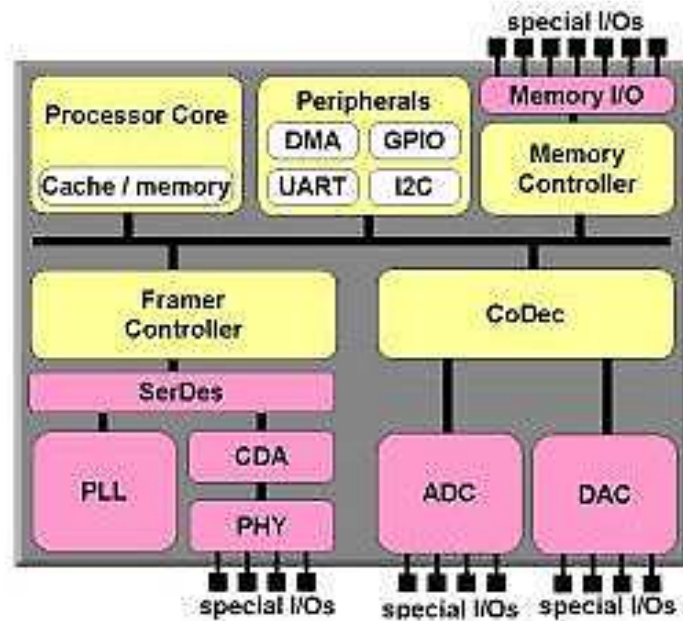 special I/Os
Processor Core
Cache / memory
Peripherals
DMA
GPIO
UART
I2C
Memory I/O
Memory
Controller
Framer
Controller
CoDec
SerDes
PLL
CDA
PHY
ADC
DAC
special I/Os
special I/Os
special I/Os